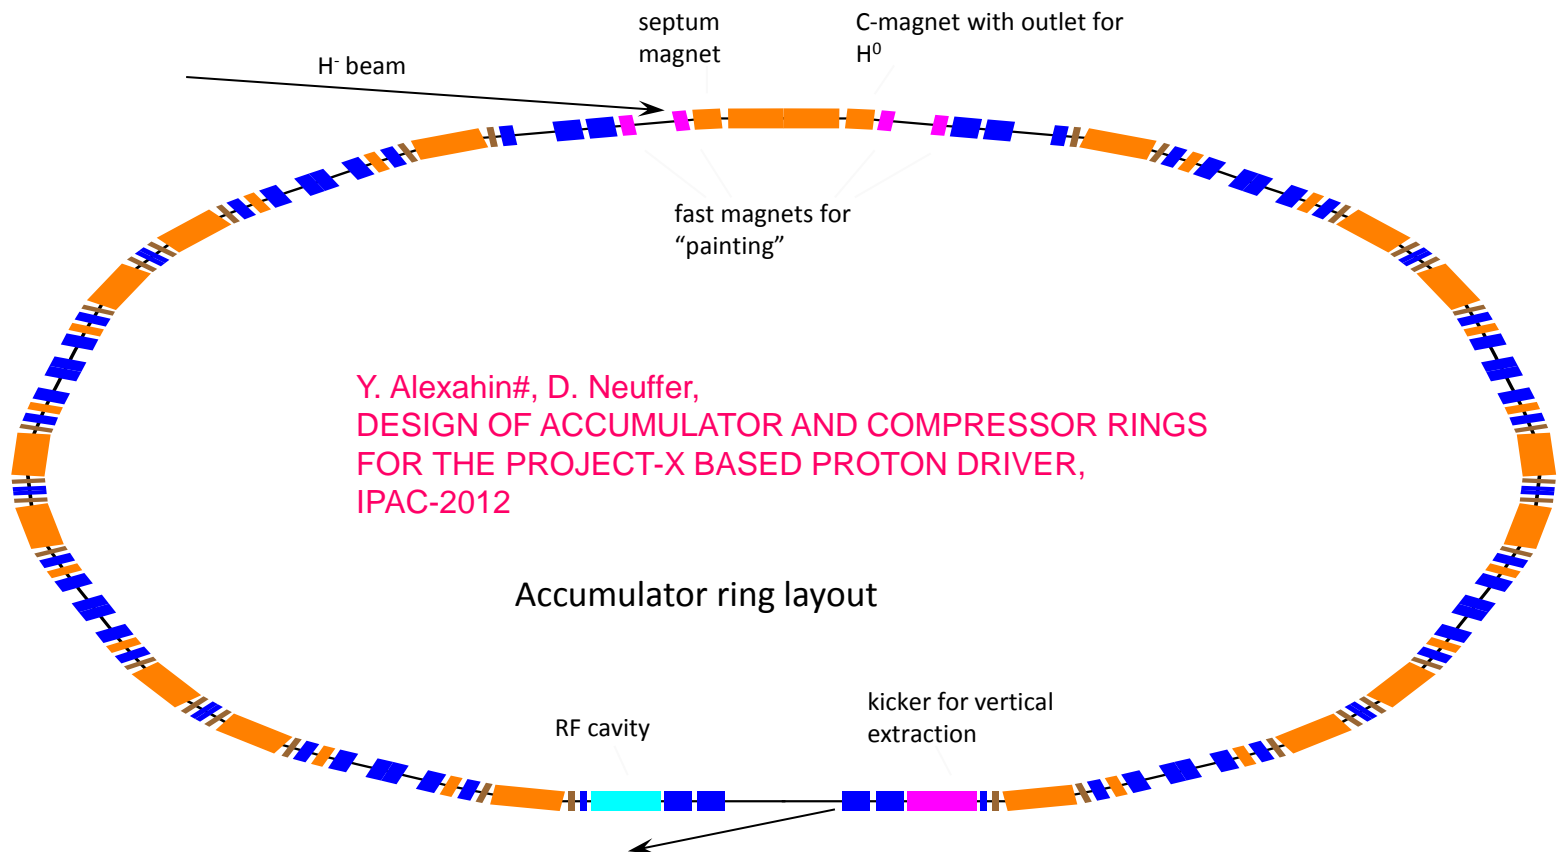 septum
magnet
C-magnet with outlet for
H⁰
H⁻ beam
fast magnets for
“painting”
Y. Alexahin#, D. Neuffer,
DESIGN OF ACCUMULATOR AND COMPRESSOR RINGS
FOR THE PROJECT-X BASED PROTON DRIVER,
IPAC-2012
Accumulator ring layout
RF cavity
kicker for vertical
extraction